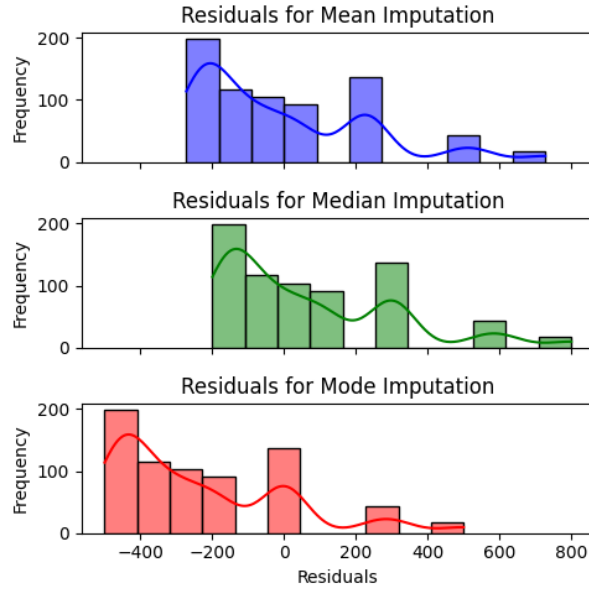 Residuals for Mean Imputation
200
100
0
Frequency
Residuals for Median Imputation
200
100
0
Frequency
Residuals for Mode Imputation
200
100
0
Frequency
−400 −200 0 200 400 600 800
Residuals